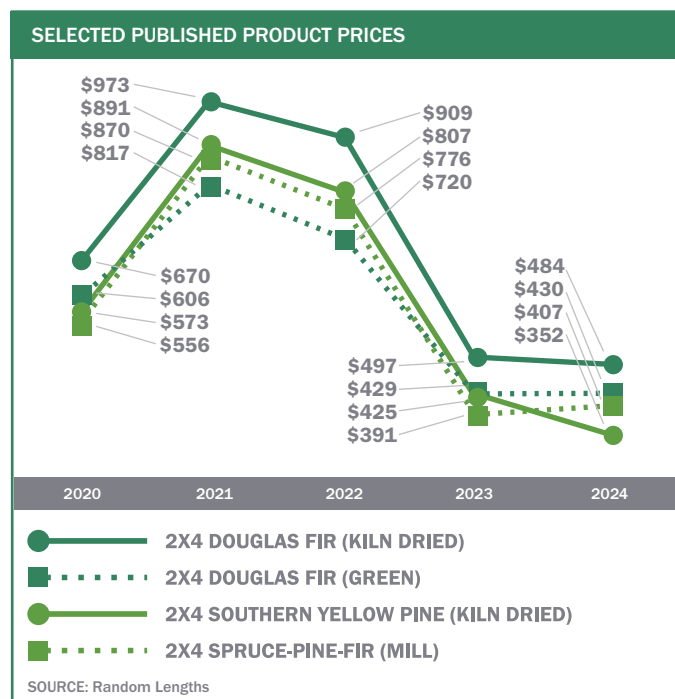 SELECTED PUBLISHED PRODUCT PRICES
$973
$891
$870
$817
$909
$807
$776
$720
$670
$606
$573
$556
$484
$430
$407
$352
$497
$429
$425
$391
2020 2021 2022 2023 2024
2X4 DOUGLAS FIR (KILN DRIED)
2X4 DOUGLAS FIR (GREEN)
2X4 SOUTHERN YELLOW PINE (KILN DRIED)
2X4 SPRUCE-PINE-FIR (MILL)
SOURCE: Random Lengths